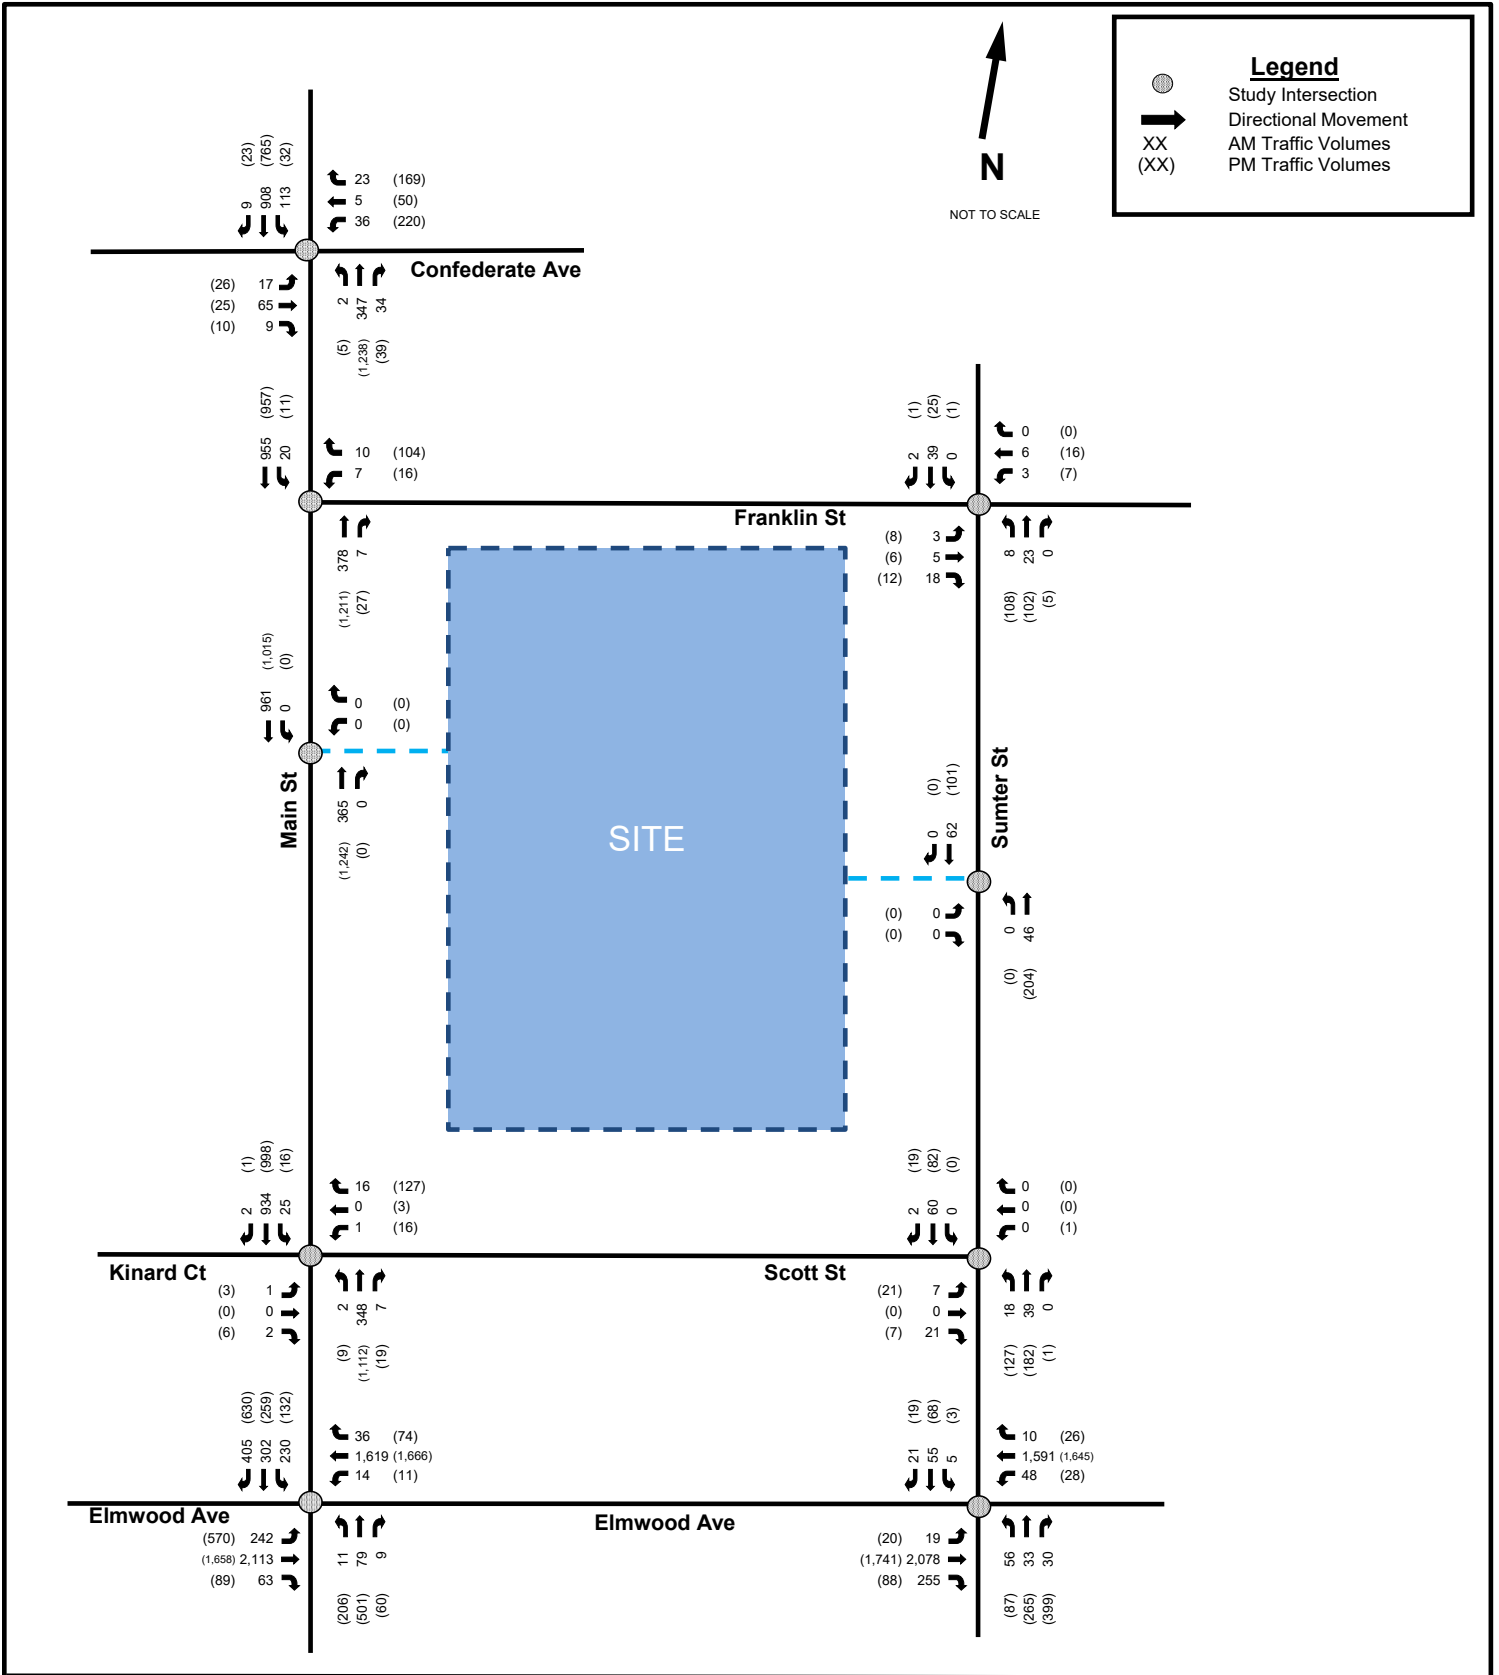 Legend
Study Intersection
Directional Movement
XX AM Traffic Volumes
(XX) PM Traffic Volumes
N
NOT TO SCALE
(23) (765) (32)
9 908 113
23 (169)
5 (50)
36 (220)
Confederate Ave
(26) 17
(25) 65
(10) 9
2 347 34
(5) (1,238) (39)
(957) (11)
955 20
10 (104)
7 (16)
(1) (25) (1)
2 39 0
0 (0)
6 (16)
3 (7)
Franklin St
378 7
(1,211) (27)
(8) 3
(6) 5
(12) 18
8 23 0
(108) (102) (5)
(1,015) (0)
961 0
0 (0)
0 (0)
Main St
365 0
(1,242) (0)
SITE
Sumter St
(0) (101)
0 62
(0) 0
(0) 0
0 46
(0) (204)
(1) (998) (16)
2 934 25
16 (127)
0 (3)
1 (16)
(19) (82) (0)
2 60 0
0 (0)
0 (0)
0 (1)
Kinard Ct
Scott St
(3) 1
(0) 0
(6) 2
2 348 7
(9) (1,112) (19)
(21) 7
(0) 0
(7) 21
18 39 0
(127) (182) (1)
(630) (259) (132)
405 302 230
36 (74)
1,619 (1,666)
14 (11)
(19) (68) (3)
21 55 5
10 (26)
1,591 (1,645)
48 (28)
Elmwood Ave
Elmwood Ave
(570) 242
(1,658) 2,113
(89) 63
11 79 9
(206) (501) (60)
(20) 19
(1,741) 2,078
(88) 255
56 33 30
(87) (265) (399)